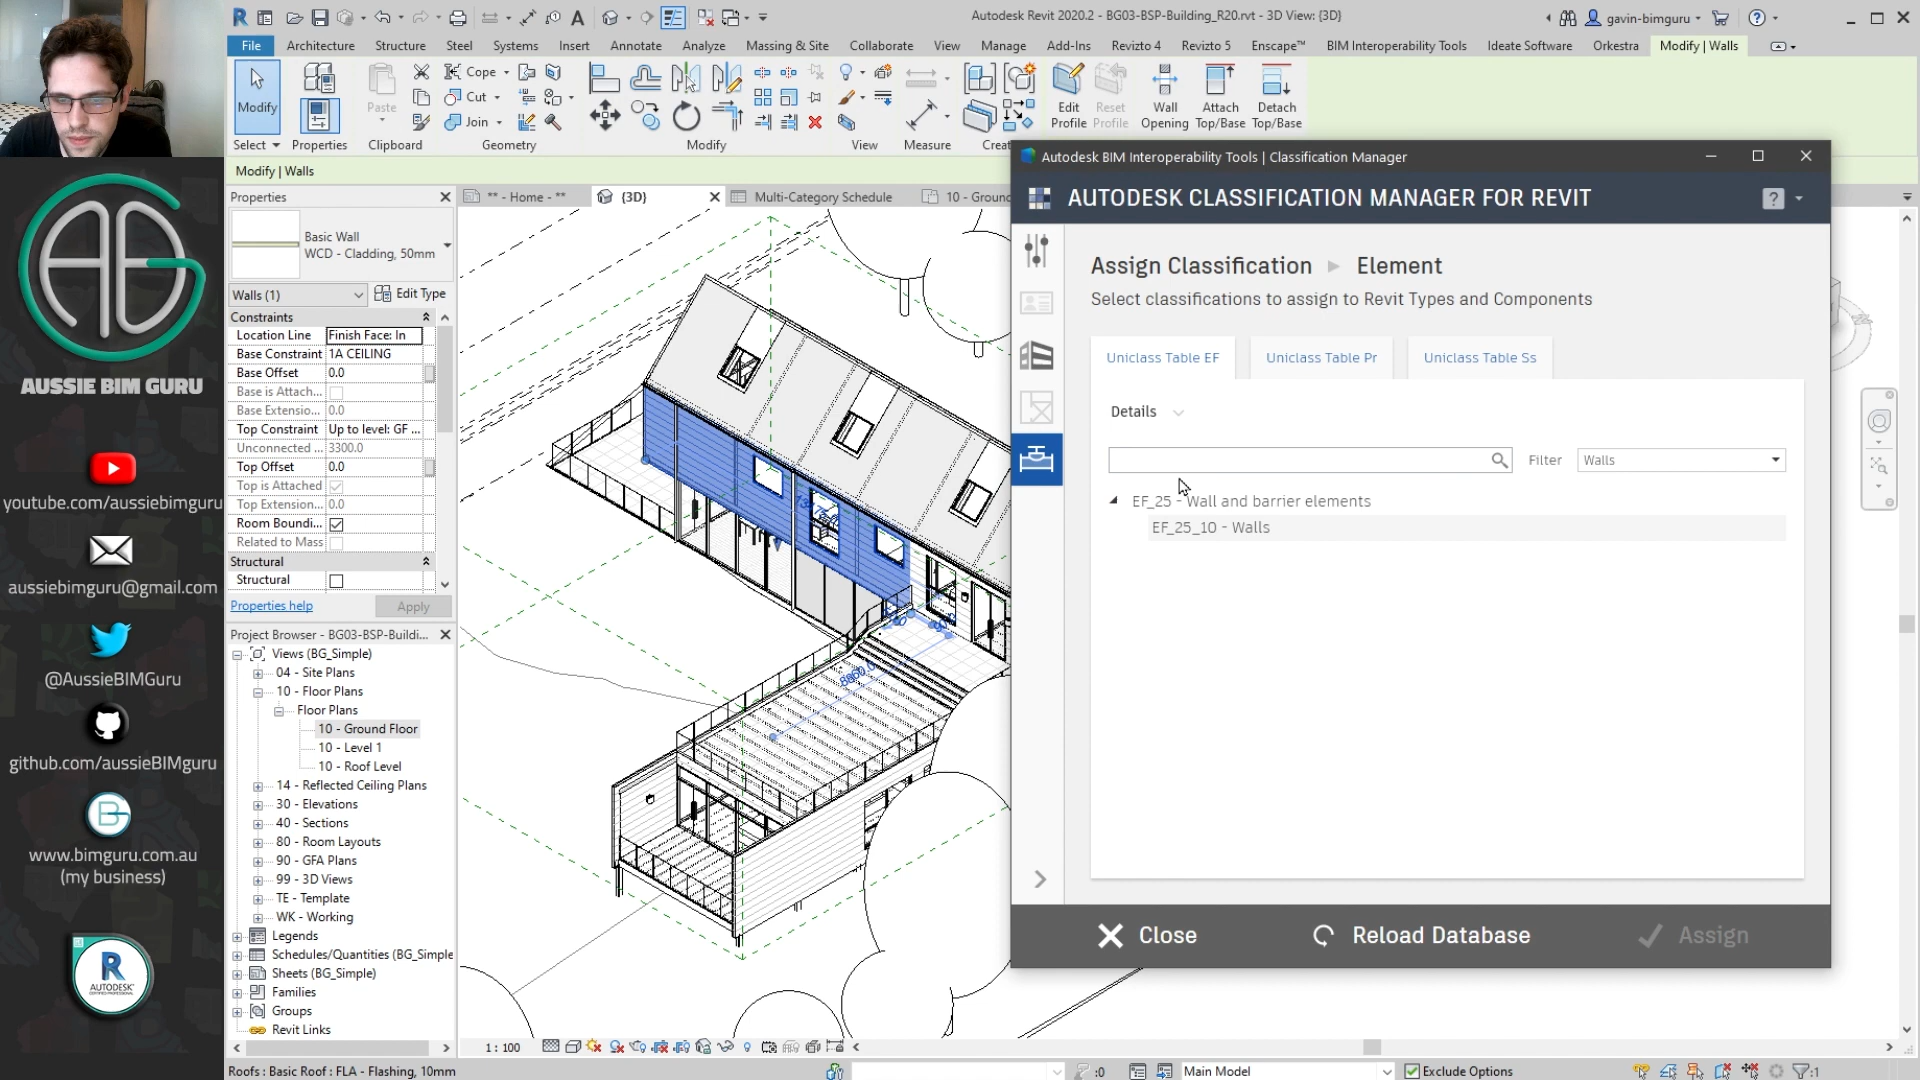 Autodesk Revit 2020.2 - BG03-BSP-Building_R20.rvt - 3D View: {3D}
gavin-bimguru
File
Architecture
Structure
Steel
Systems
Insert
Annotate
Analyze
Massing & Site
Collaborate
View
Manage
Add-Ins
Revizto 4
Revizto 5
Enscape™
BIM Interoperability Tools
Ideate Software
Orkestra
Modify | Walls
Modify
Paste
Cope
Cut
Join
Edit Profile
Reset Profile
Wall Opening
Attach Top/Base
Detach Top/Base
Select
Properties
Clipboard
Geometry
Modify
View
Measure
Creat
Modify | Walls
Properties
** - Home - **
{3D}
Multi-Category Schedule
10 - Groun
Basic Wall
WCD - Cladding, 50mm
Walls (1)
Edit Type
Constraints
Location Line
Finish Face: In
Base Constraint
1A CEILING
Base Offset
0.0
Base is Attach...
Base Extensio...
0.0
Top Constraint
Up to level: GF ...
Unconnected ...
3300.0
Top Offset
0.0
Top is Attached
Top Extension...
0.0
Room Boundi...
Related to Mass
Structural
Structural
Properties help
Apply
Project Browser - BG03-BSP-Buildi...
Views (BG_Simple)
04 - Site Plans
10 - Floor Plans
Floor Plans
10 - Ground Floor
10 - Level 1
10 - Roof Level
14 - Reflected Ceiling Plans
30 - Elevations
40 - Sections
80 - Room Layouts
90 - GFA Plans
99 - 3D Views
TE - Template
WK - Working
Legends
Schedules/Quantities (BG_Simple
Sheets (BG_Simple)
Families
Groups
Revit Links
AUSSIE BIM GURU
youtube.com/aussiebimguru
aussiebimguru@gmail.com
@AussieBIMGuru
github.com/aussieBIMguru
www.bimguru.com.au
(my business)
R
AUTODESK
Autodesk BIM Interoperability Tools | Classification Manager
AUTODESK CLASSIFICATION MANAGER FOR REVIT
?
Assign Classification
Element
Select classifications to assign to Revit Types and Components
Uniclass Table EF
Uniclass Table Pr
Uniclass Table Ss
Details
Filter
Walls
EF_25 - Wall and barrier elements
EF_25_10 - Walls
Close
Reload Database
Assign
1 : 100
Roofs : Basic Roof : FLA - Flashing, 10mm
:0
Main Model
Exclude Options
:1